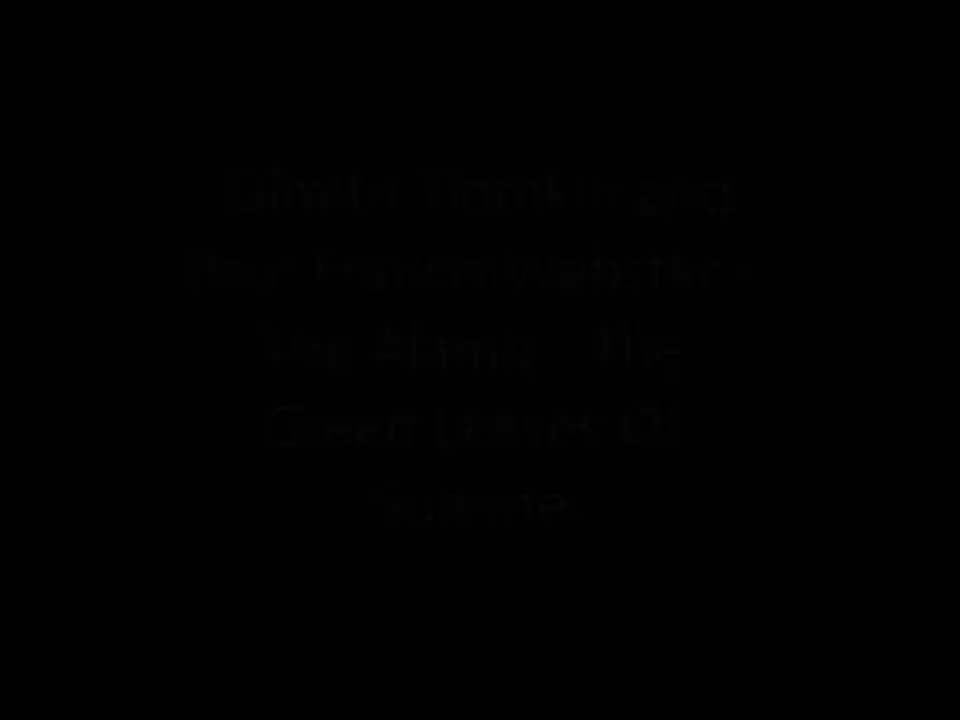 Dimitri Tiomkin and
Paul Francis Webster -
The Alamo - The
Green Leaves Of
Summer